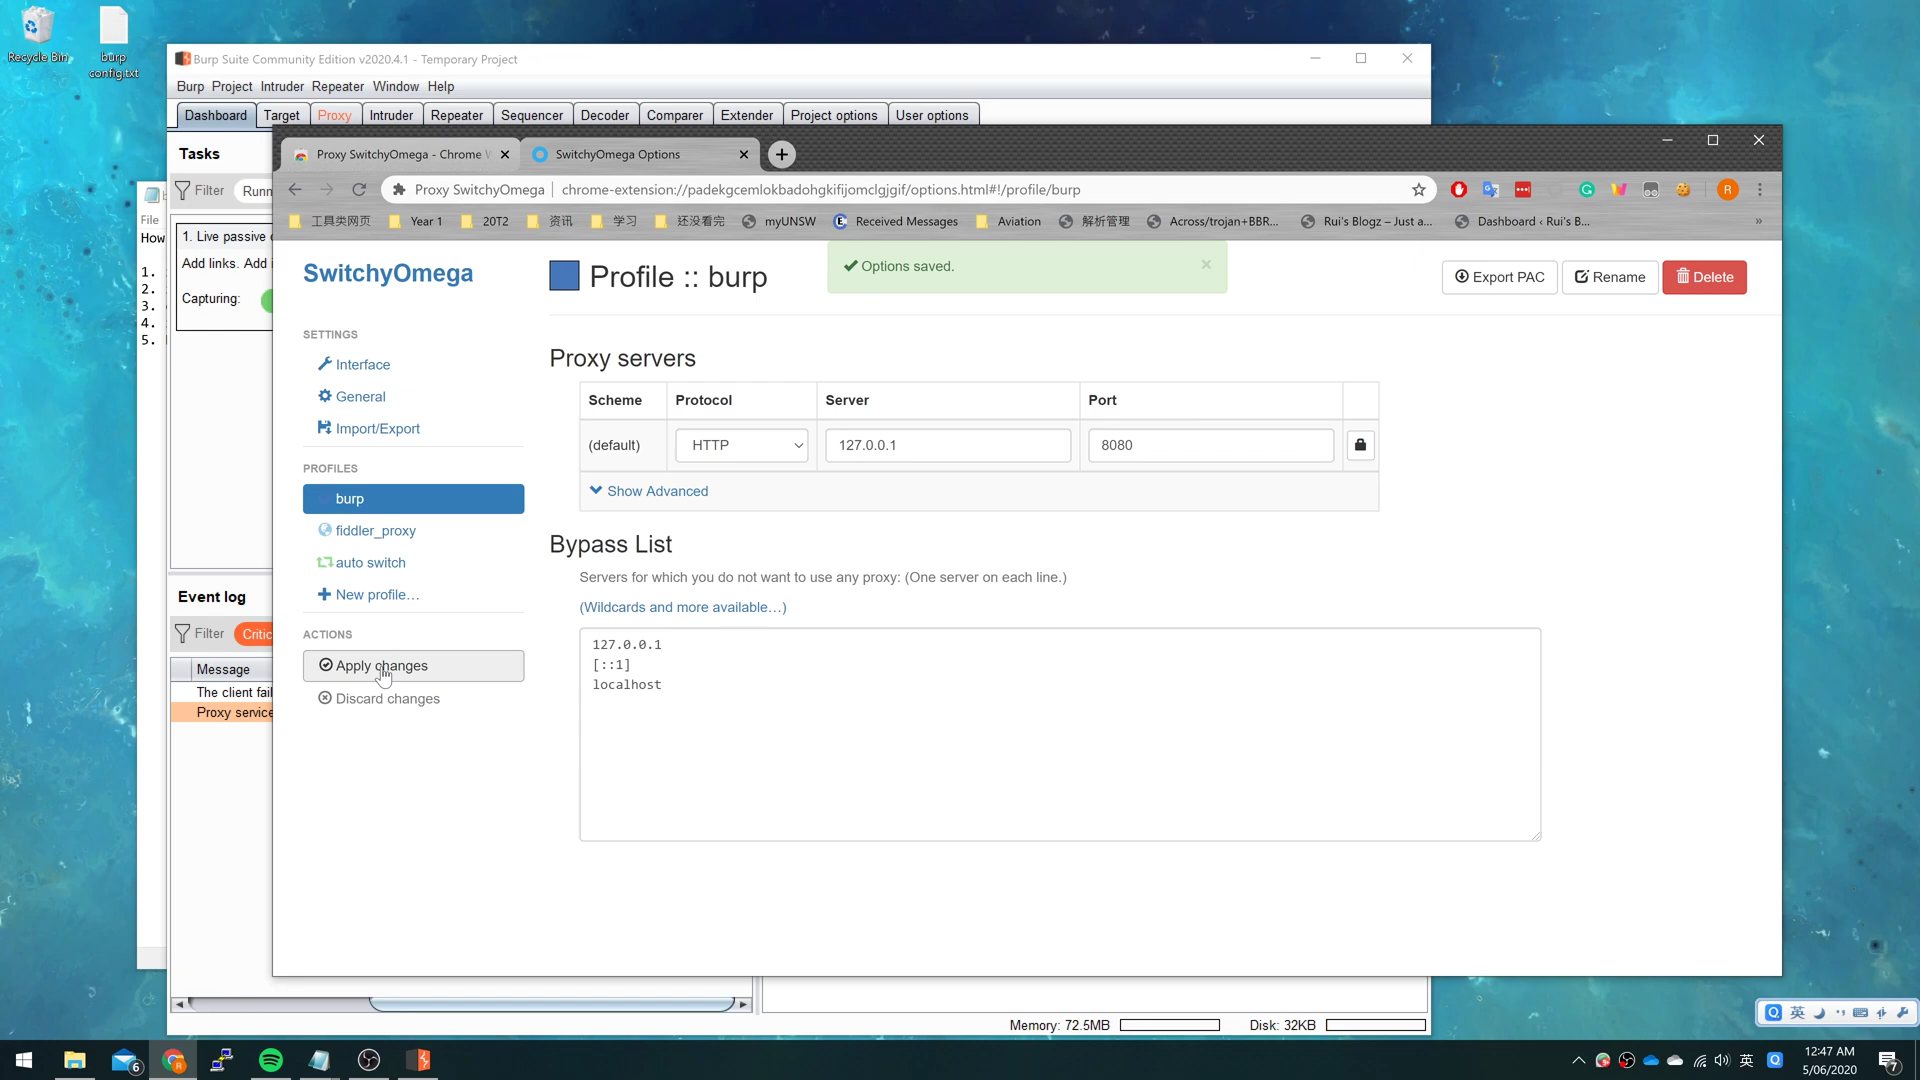 Recycle Bin
burp
config.txt
Burp Suite Community Edition v2020.4.1 - Temporary Project
Burp Project Intruder Repeater Window Help
Dashboard Target Proxy Intruder Repeater Sequencer Decoder Comparer Extender Project options User options
Tasks
Filter
1. Live passive
Add links. Add
Capturing:
Event log
Filter
Message
The client fail
Proxy service
Memory: 72.5MB
Disk: 32KB
File
How
1.
2.
3.
4.
5.
Proxy SwitchyOmega - Chrome
SwitchyOmega Options
Proxy SwitchyOmega
chrome-extension://padekgcemlokbadohgkifijomclgjgif/options.html#!/profile/burp
工具类网页 Year 1 20T2 资讯 学习 还没看完 myUNSW Received Messages Aviation 解析管理 Across/trojan+BBR... Rui's Blogz – Just a... Dashboard ‹ Rui's B... »
SwitchyOmega
SETTINGS
Interface
General
Import/Export
PROFILES
burp
fiddler_proxy
auto switch
New profile…
ACTIONS
Apply changes
Discard changes
Profile :: burp
Options saved.
×
Export PAC
Rename
Delete
Proxy servers
Scheme Protocol Server Port
(default) HTTP 127.0.0.1 8080
Show Advanced
Bypass List
Servers for which you do not want to use any proxy: (One server on each line.)
(Wildcards and more available…)
127.0.0.1
[::1]
localhost
英
6
英
12:47 AM
5/06/2020
7